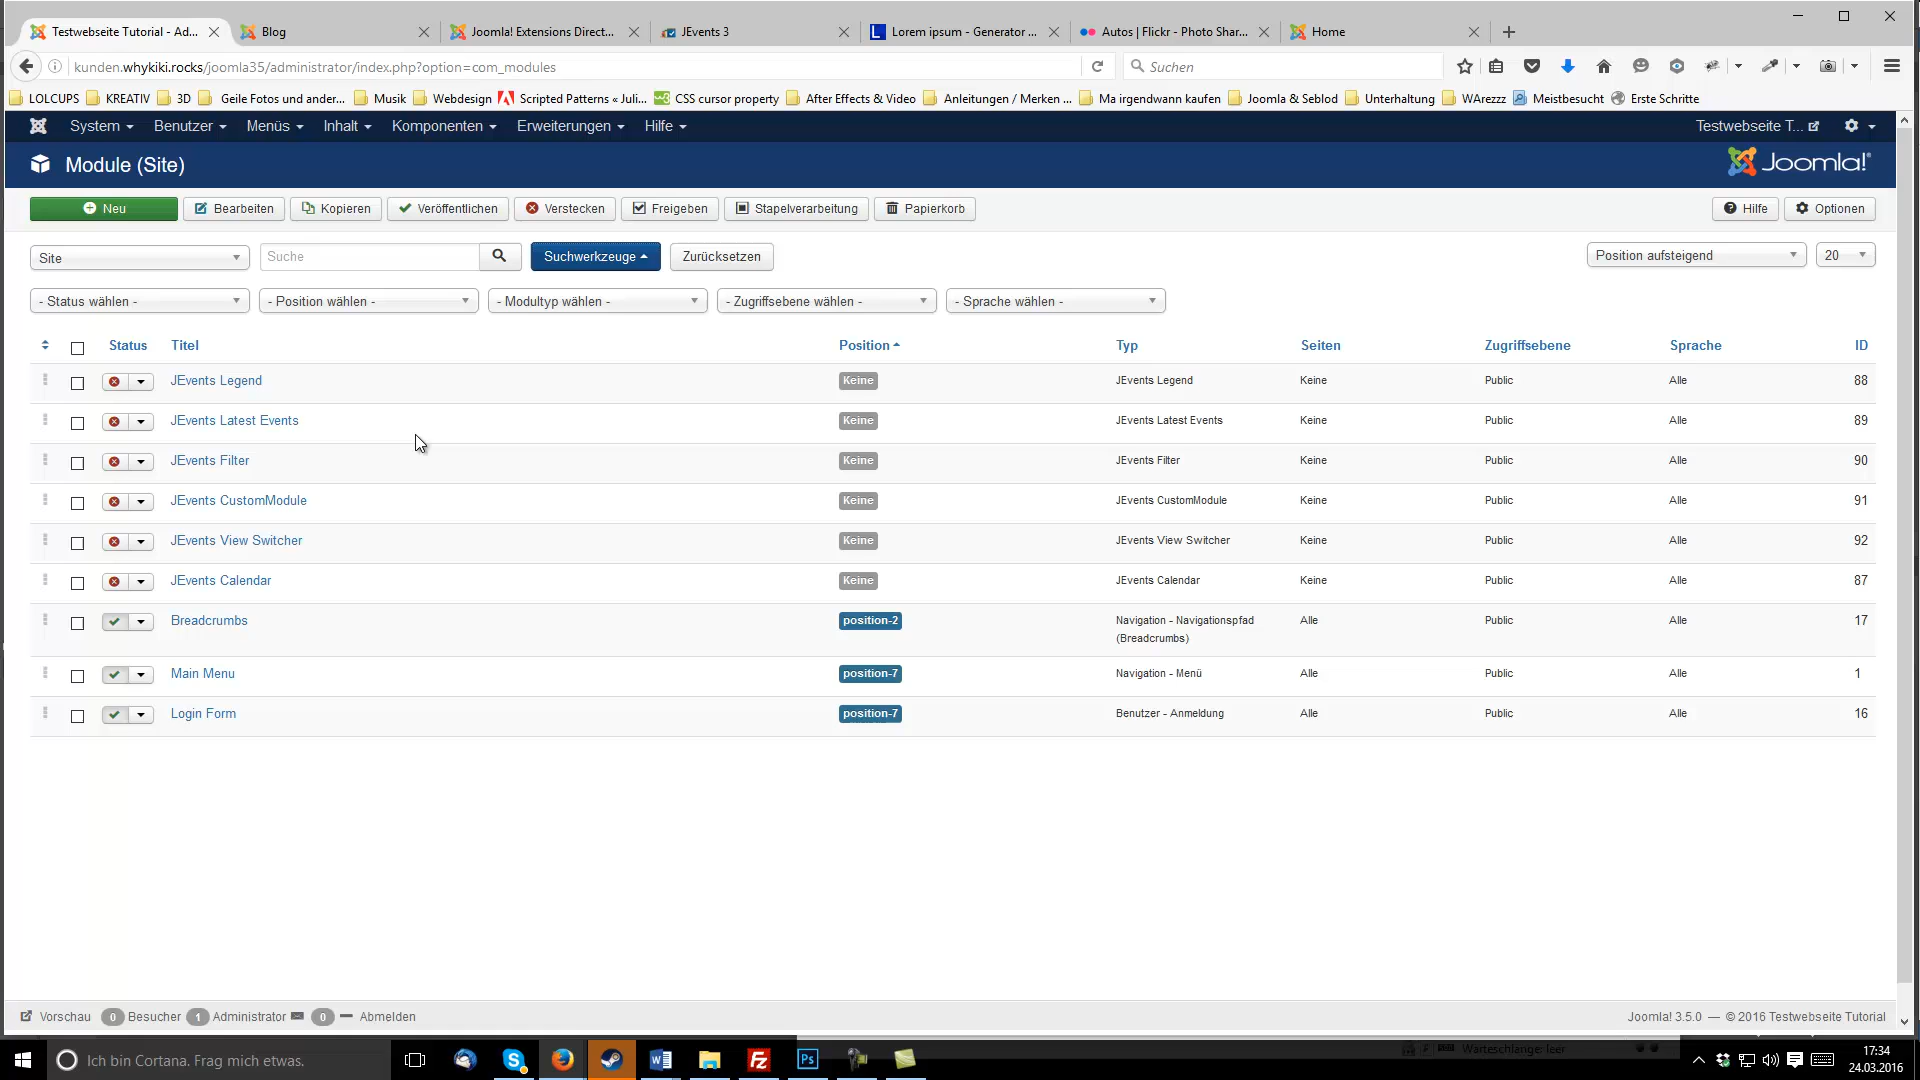 Testwebseite Tutorial - Ad...
Blog
Joomla! Extensions Direct...
JEvents 3
Lorem ipsum - Generator ...
Autos | Flickr - Photo Shar...
Home
kunden.whykiki.rocks/joomla35/administrator/index.php?option=com_modules
Suchen
LOLCUPS
KREATIV
3D
Geile Fotos und ander...
Musik
Webdesign
Scripted Patterns « Juli...
CSS cursor property
After Effects & Video
Anleitungen / Merken ...
Ma irgendwann kaufen
Joomla & Seblod
Unterhaltung
WArezzz
Meistbesucht
Erste Schritte
System
Benutzer
Menüs
Inhalt
Komponenten
Erweiterungen
Hilfe
Testwebseite T...
Module (Site)
Joomla!
Neu
Bearbeiten
Kopieren
Veröffentlichen
Verstecken
Freigeben
Stapelverarbeitung
Papierkorb
Hilfe
Optionen
Site
Suche
Suchwerkzeuge
Zurücksetzen
Position aufsteigend
20
- Status wählen -
- Position wählen -
- Modultyp wählen -
- Zugriffsebene wählen -
- Sprache wählen -
Status Titel Position Typ Seiten Zugriffsebene Sprache ID
JEvents Legend Keine JEvents Legend Keine Public Alle 88
JEvents Latest Events Keine JEvents Latest Events Keine Public Alle 89
JEvents Filter Keine JEvents Filter Keine Public Alle 90
JEvents CustomModule Keine JEvents CustomModule Keine Public Alle 91
JEvents View Switcher Keine JEvents View Switcher Keine Public Alle 92
JEvents Calendar Keine JEvents Calendar Keine Public Alle 87
Breadcrumbs position-2 Navigation - Navigationspfad Alle Public Alle 17
(Breadcrumbs)
Main Menu position-7 Navigation - Menü Alle Public Alle 1
Login Form position-7 Benutzer - Anmeldung Alle Public Alle 16
Vorschau 0 Besucher 1 Administrator 0 Abmelden
Joomla! 3.5.0 — © 2016 Testwebseite Tutorial
Ich bin Cortana. Frag mich etwas.
Warteschlange: leer
17:34
24.03.2016